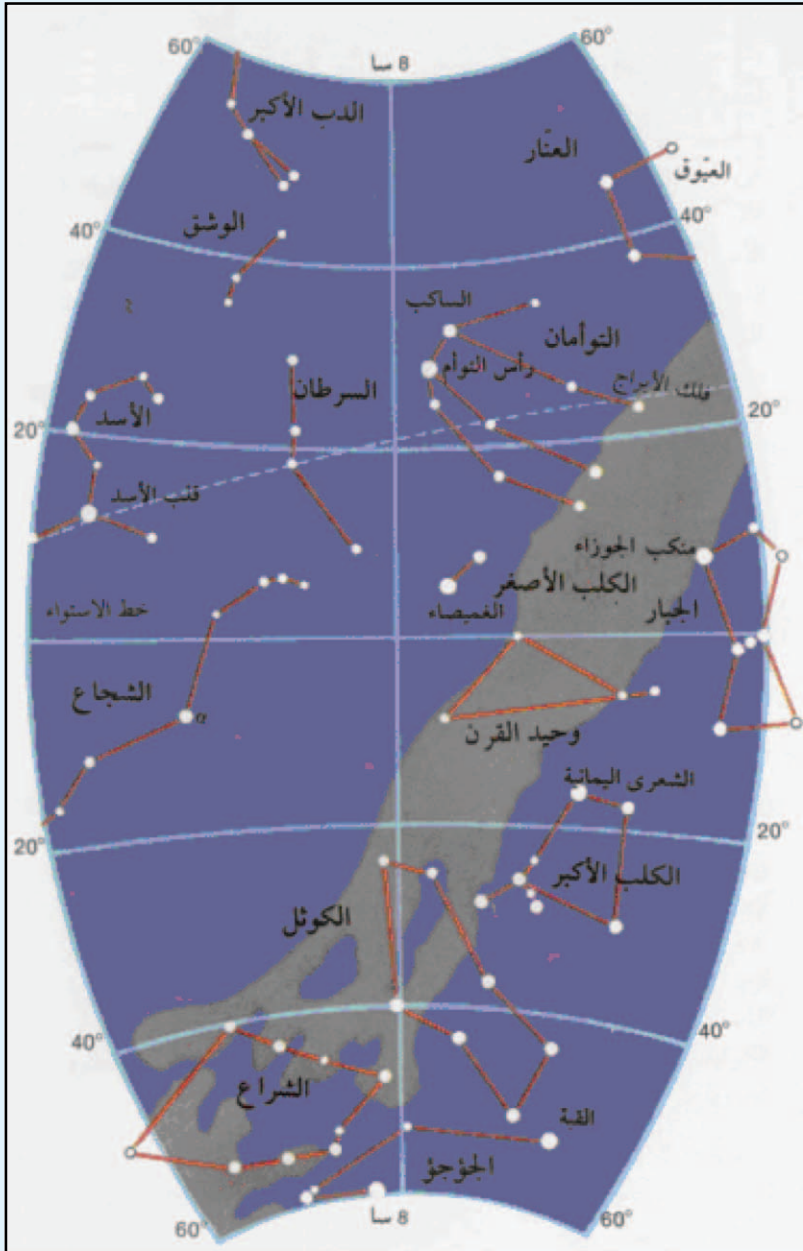 60°
8 سا
60°
الدب الأكبر
العنّار
العيّوق
الوشق
40°
40°
الساكب
التوأمان
رأس التوأم
فلك الأبراج
السرطان
الأسد
20°
20°
قلب الأسد
منكب الجوزاء
الكلب الأصغر
الغميصاء
الجبار
خط الاستواء
الشجاع
α
وحيد القرن
الشعرى اليمانية
20°
20°
الكلب الأكبر
الكوثل
40°
40°
الشراع
القبة
الجؤجؤ
60°
8 سا
60°